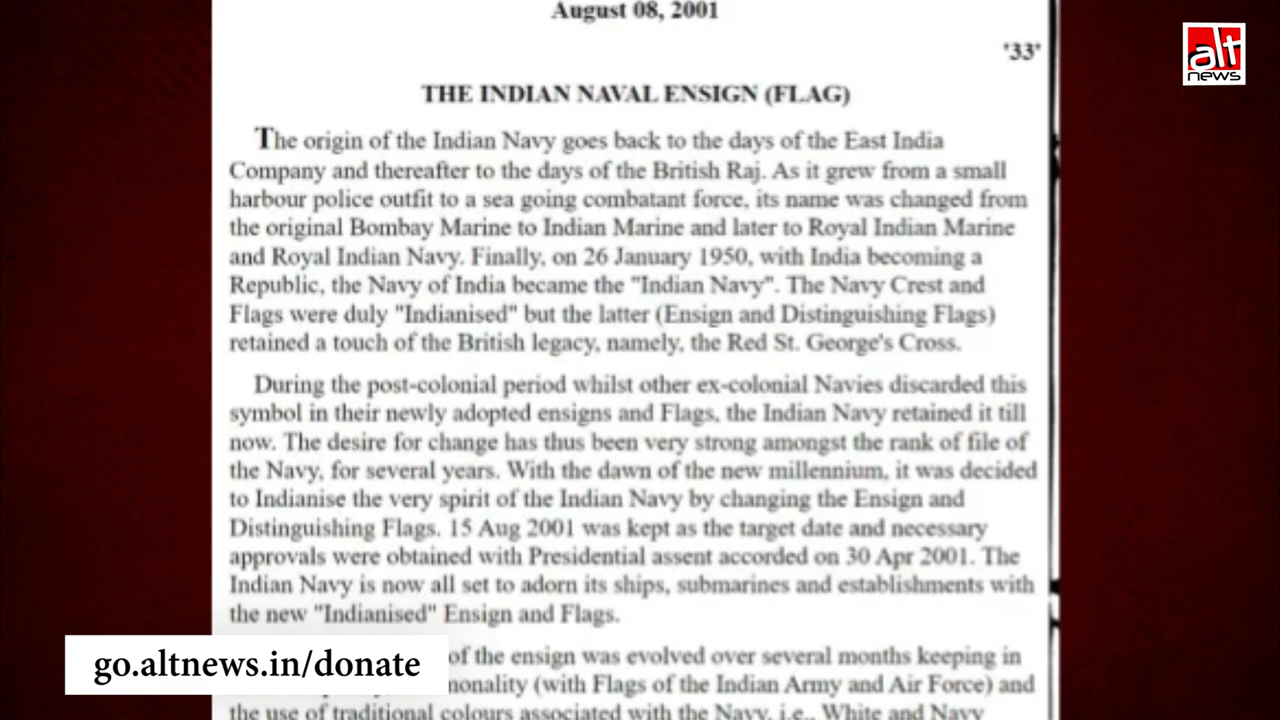 August 08, 2001
alt
news
'33'
THE INDIAN NAVAL ENSIGN (FLAG)
The origin of the Indian Navy goes back to the days of the East India
Company and thereafter to the days of the British Raj. As it grew from a small
harbour police outfit to a sea going combatant force, its name was changed from
the original Bombay Marine to Indian Marine and later to Royal Indian Marine
and Royal Indian Navy. Finally, on 26 January 1950, with India becoming a
Republic, the Navy of India became the "Indian Navy". The Navy Crest and
Flags were duly "Indianised" but the latter (Ensign and Distinguishing Flags)
retained a touch of the British legacy, namely, the Red St. George's Cross.
During the post-colonial period whilst other ex-colonial Navies discarded this
symbol in their newly adopted ensigns and Flags, the Indian Navy retained it till
now. The desire for change has thus been very strong amongst the rank of file of
the Navy, for several years. With the dawn of the new millennium, it was decided
to Indianise the very spirit of the Indian Navy by changing the Ensign and
Distinguishing Flags. 15 Aug 2001 was kept as the target date and necessary
approvals were obtained with Presidential assent accorded on 30 Apr 2001. The
Indian Navy is now all set to adorn its ships, submarines and establishments with
the new "Indianised" Ensign and Flags.
of the ensign was evolved over several months keeping in
(with Flags of the Indian Army and Air Force) and
the use of traditional colours associated with the Navy, i.e., White and Navy
go.altnews.in/donate